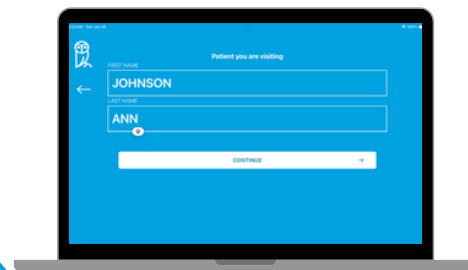 Patient you are visiting
FIRST NAME
JOHNSON
LAST NAME
ANN
CONTINUE